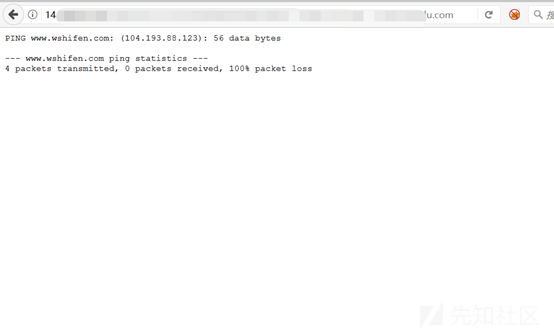 14
lu.com
PING www.wshifen.com: (104.193.88.123): 56 data bytes
--- www.wshifen.com ping statistics ---
4 packets transmitted, 0 packets received, 100% packet loss
先知社区